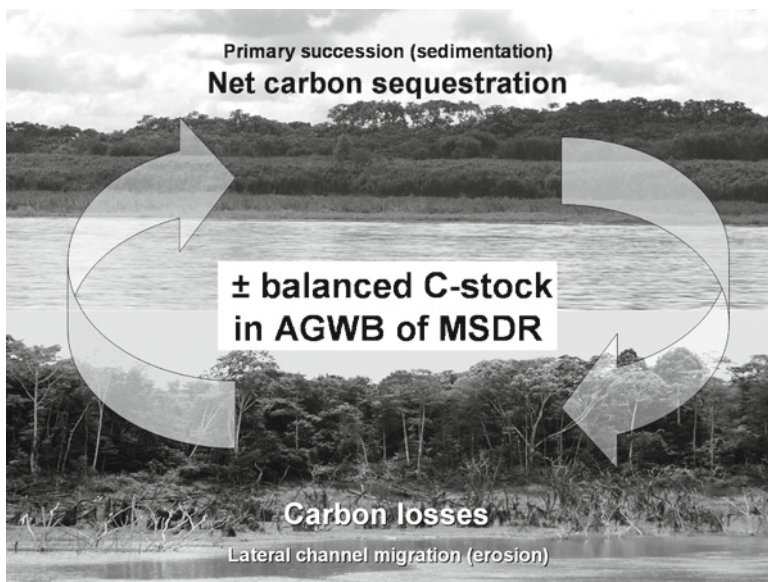 Primary succession (sedimentation)
Net carbon sequestration
± balanced C-stock
in AGWB of MSDR
Carbon losses
Lateral channel migration (erosion)